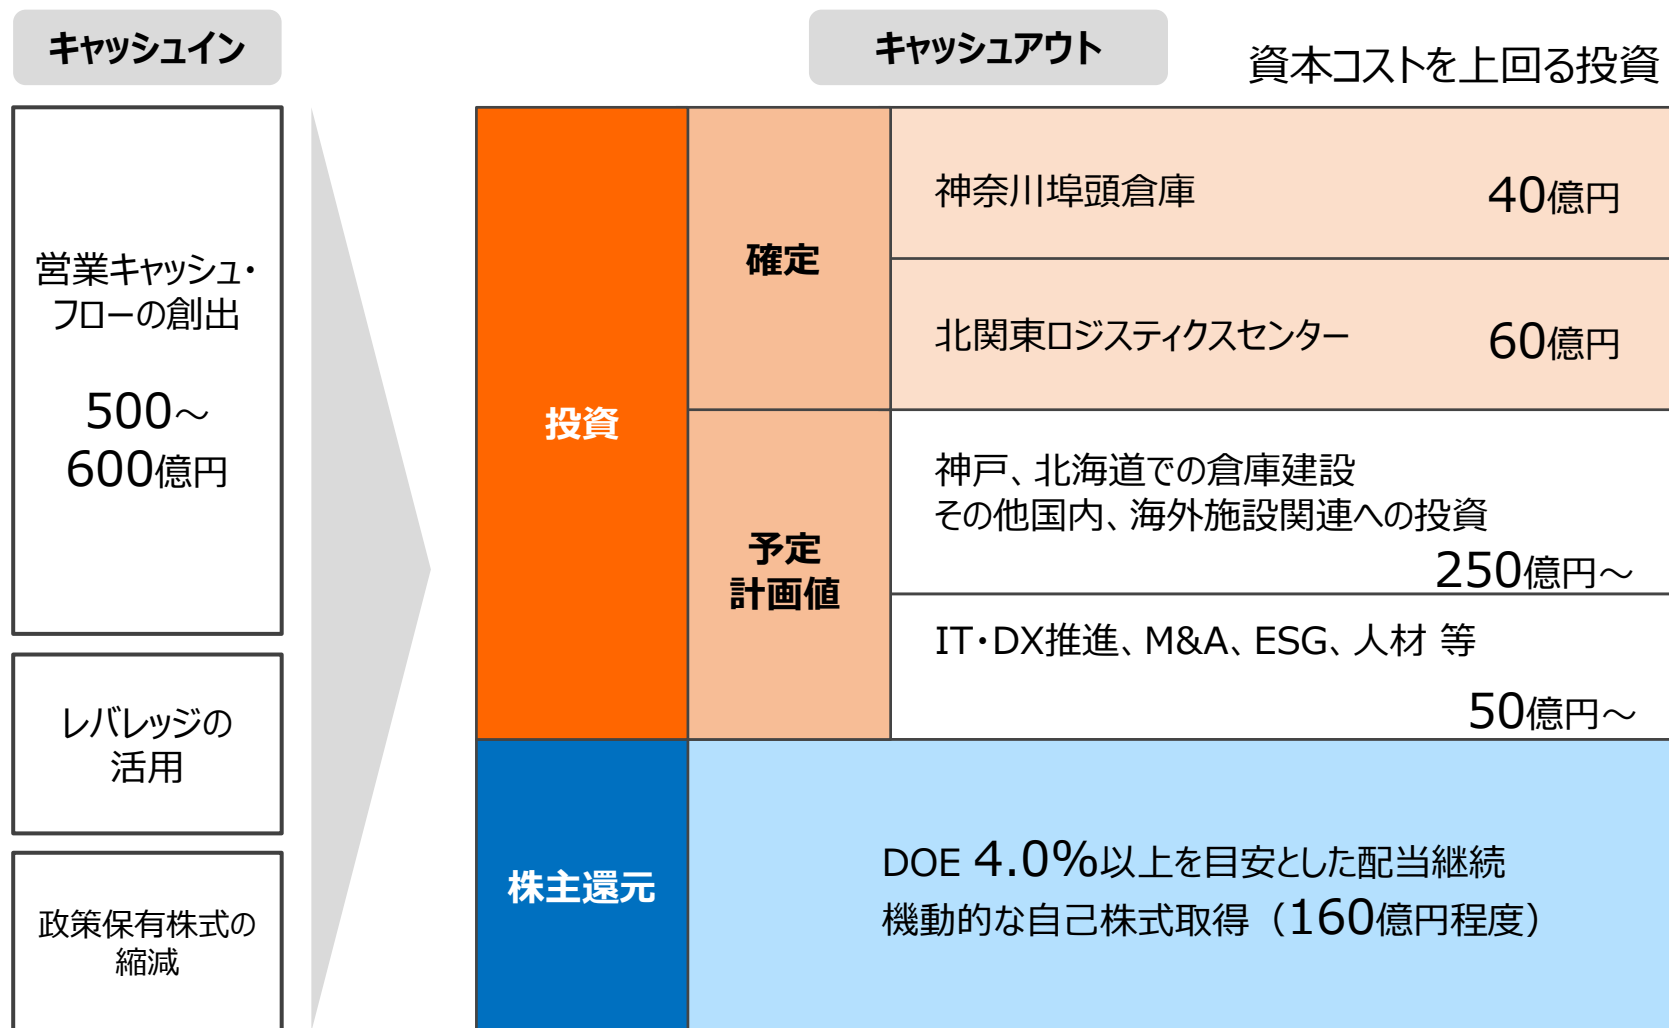 キャッシュイン
営業キャッシュ・
フローの創出
500～
600億円
レバレッジの
活用
政策保有株式の
縮減
キャッシュアウト
資本コストを上回る投資
投資
確定
神奈川埠頭倉庫 40億円
北関東ロジスティクスセンター 60億円
予定
計画値
神戸、北海道での倉庫建設
その他国内、海外施設関連への投資
250億円～
IT・DX推進、M&A、ESG、人材 等
50億円～
株主還元
DOE 4.0%以上を目安とした配当継続
機動的な自己株式取得（160億円程度）